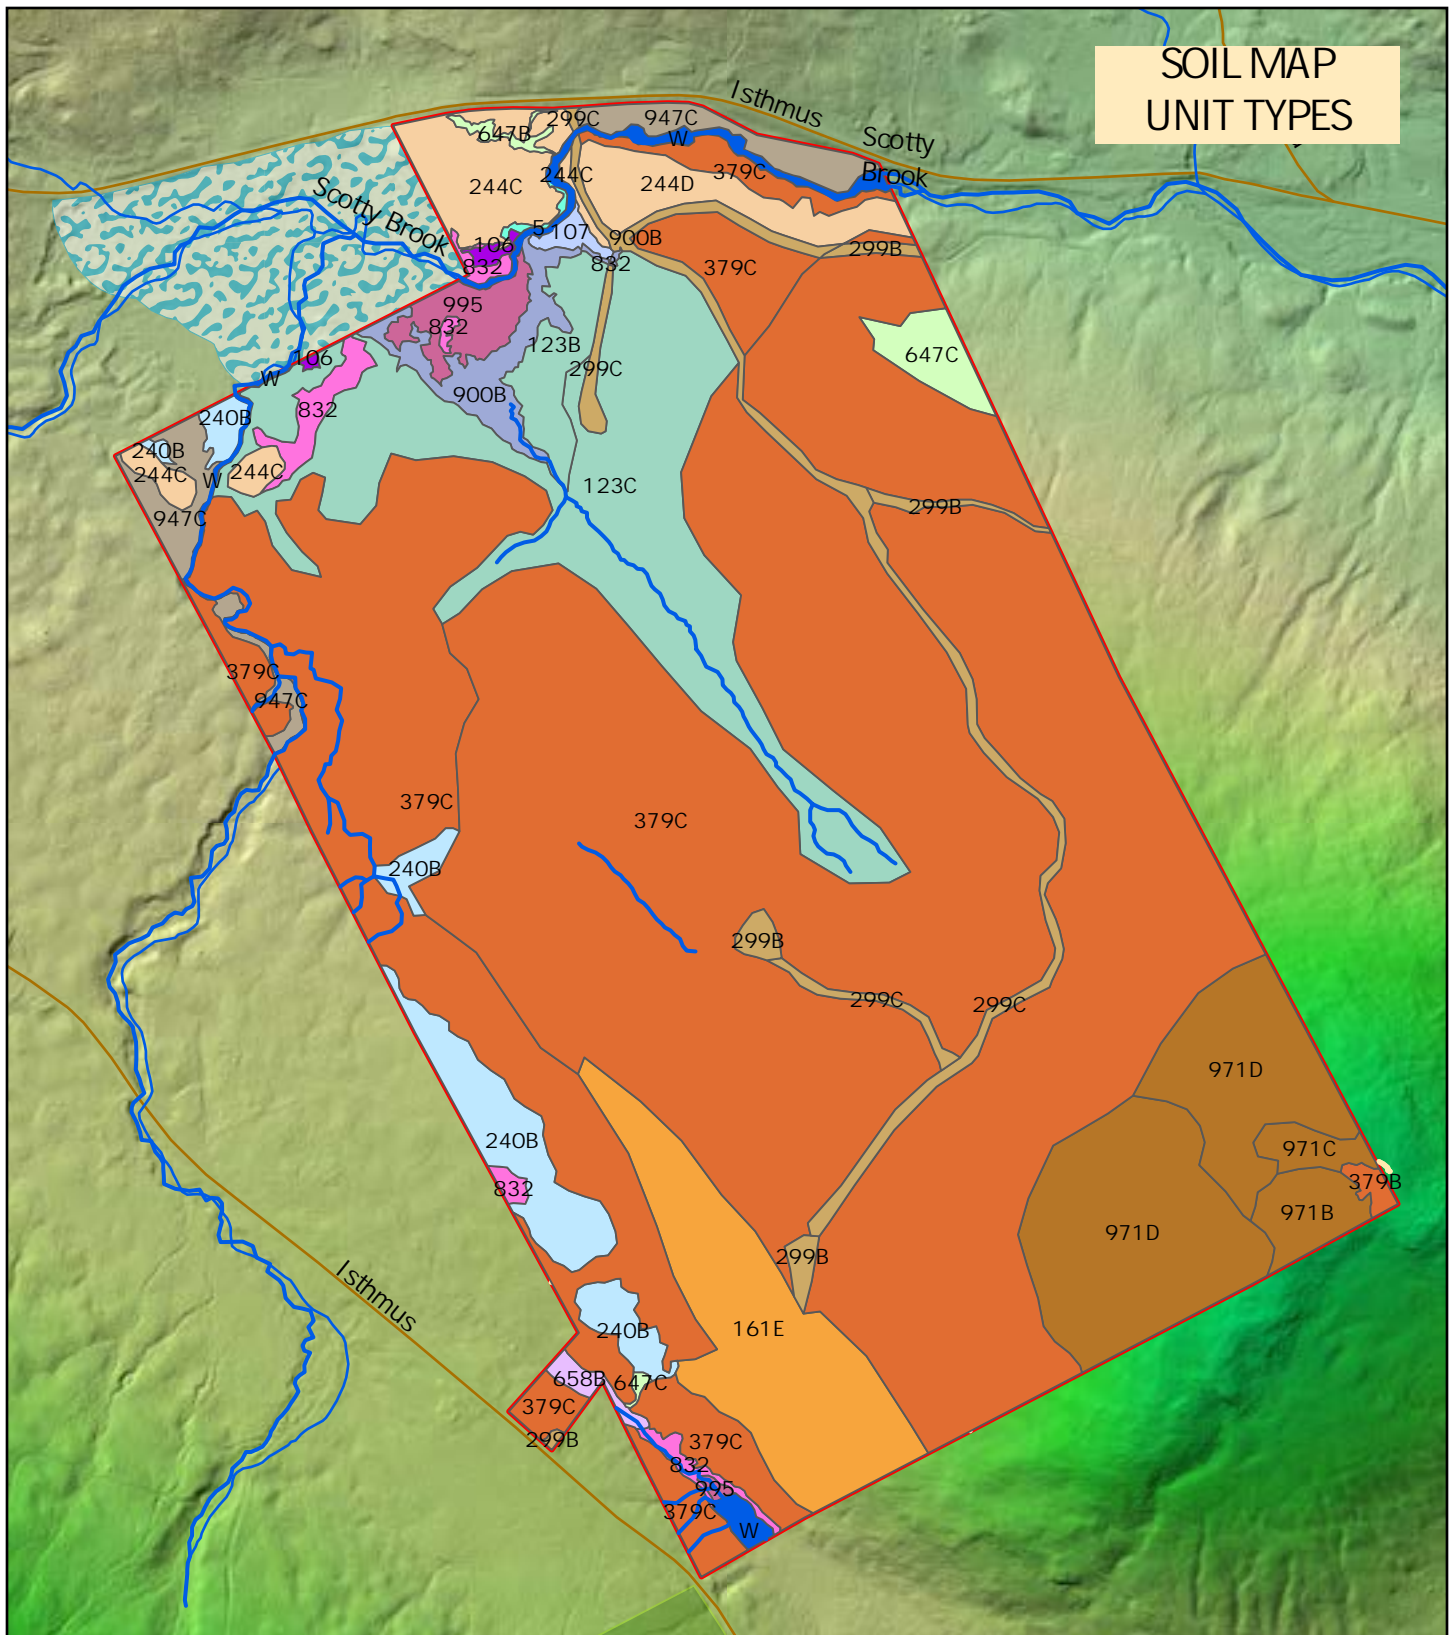 SOIL MAP
UNIT TYPES
Isthmus
Scotty
Brook
Scotty Brook
299C
947C
W
647B
379C
244C
244C
244D
5
107
106
900B
832
832
299B
379C
995
832
123B
647C
106
299C
W
900B
832
240B
240B
244C
244C
W
123C
299B
947C
379C
947C
379C
379C
240B
299B
299C
299C
971D
240B
971C
832
379B
971B
971D
299B
Isthmus
240B
161E
658B
647C
379C
299B
379C
832
995
379C
W